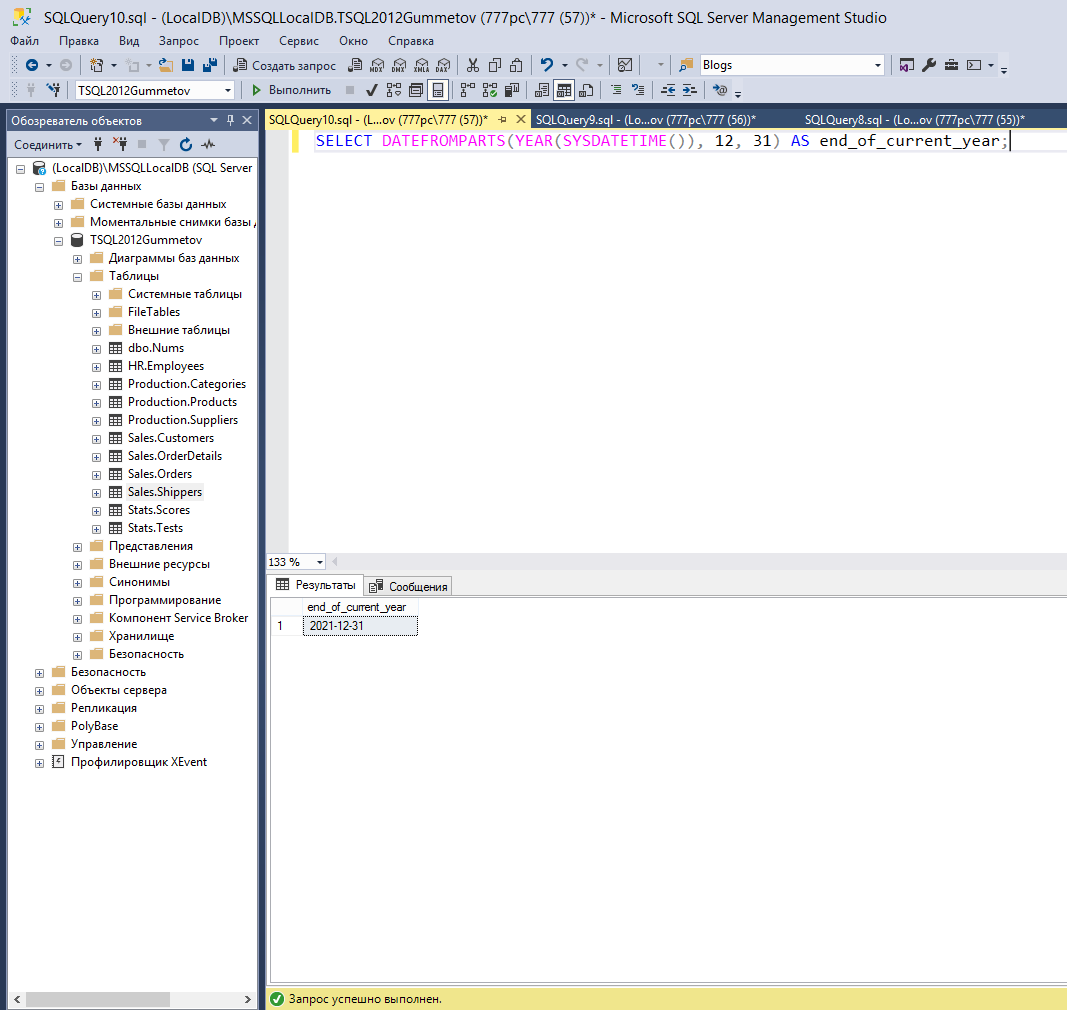 SQLQuery10.sql - (LocalDB)\MSSQLLocalDB.TSQL2012Gummetov (777pc\777 (57))* - Microsoft SQL Server Management Studio
Файл Правка Вид Запрос Проект Сервис Окно Справка
Создать запрос MDX DMX XMLA DAX Blogs
TSQL2012Gummetov Выполнить
Обозреватель объектов
Соединить
(LocalDB)\MSSQLLocalDB (SQL Server
Базы данных
Системные базы данных
Моментальные снимки базы
TSQL2012Gummetov
Диаграммы баз данных
Таблицы
Системные таблицы
FileTables
Внешние таблицы
dbo.Nums
HR.Employees
Production.Categories
Production.Products
Production.Suppliers
Sales.Customers
Sales.OrderDetails
Sales.Orders
Sales.Shippers
Stats.Scores
Stats.Tests
Представления
Внешние ресурсы
Синонимы
Программирование
Компонент Service Broker
Хранилище
Безопасность
Безопасность
Объекты сервера
Репликация
PolyBase
Управление
Профилировщик XEvent
SQLQuery10.sql - (L...ov (777pc\777 (57))* SQLQuery9.sql - (Lo...ov (777pc\777 (56))* SQLQuery8.sql - (Lo...ov (777pc\777 (55))*
SELECT DATEFROMPARTS(YEAR(SYSDATETIME()), 12, 31) AS end_of_current_year;
133 %
Результаты Сообщения
end_of_current_year
1 2021-12-31
Запрос успешно выполнен.